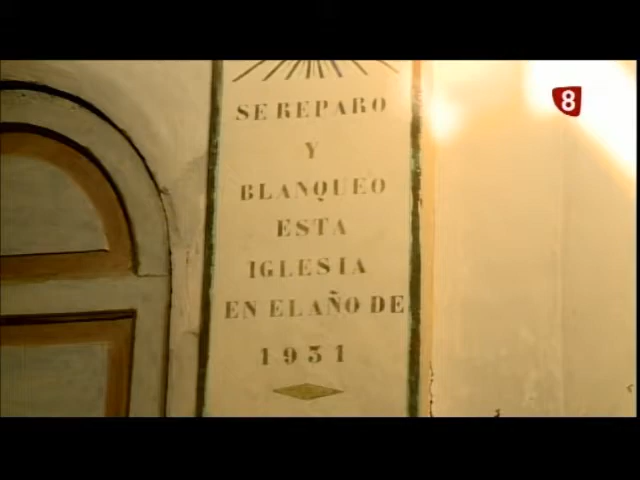 SE REPARO
Y
BLANQUEO
ESTA
IGLESIA
EN EL AÑO DE
1931
8